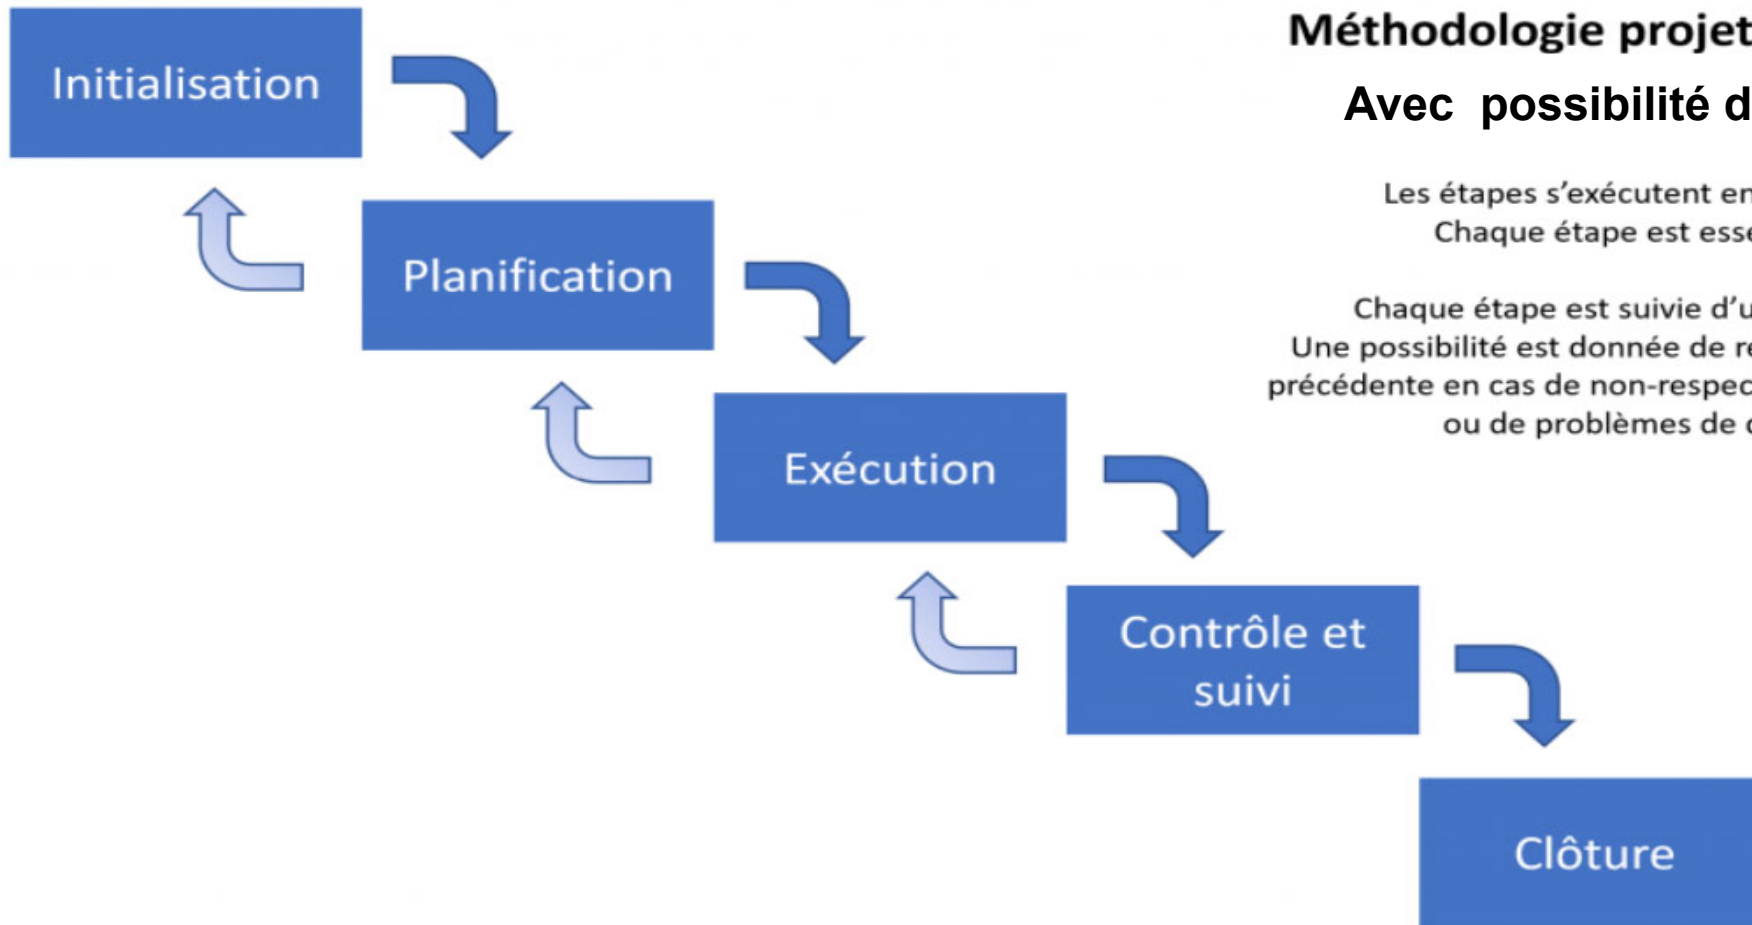 Initialisation
Planification
Exécution
Contrôle et
suivi
Clôture
Méthodologie projet
Avec possibilité d
Les étapes s’exécutent en
Chaque étape est esse
Chaque étape est suivie d’u
Une possibilité est donnée de re
précédente en cas de non-respec
ou de problèmes de